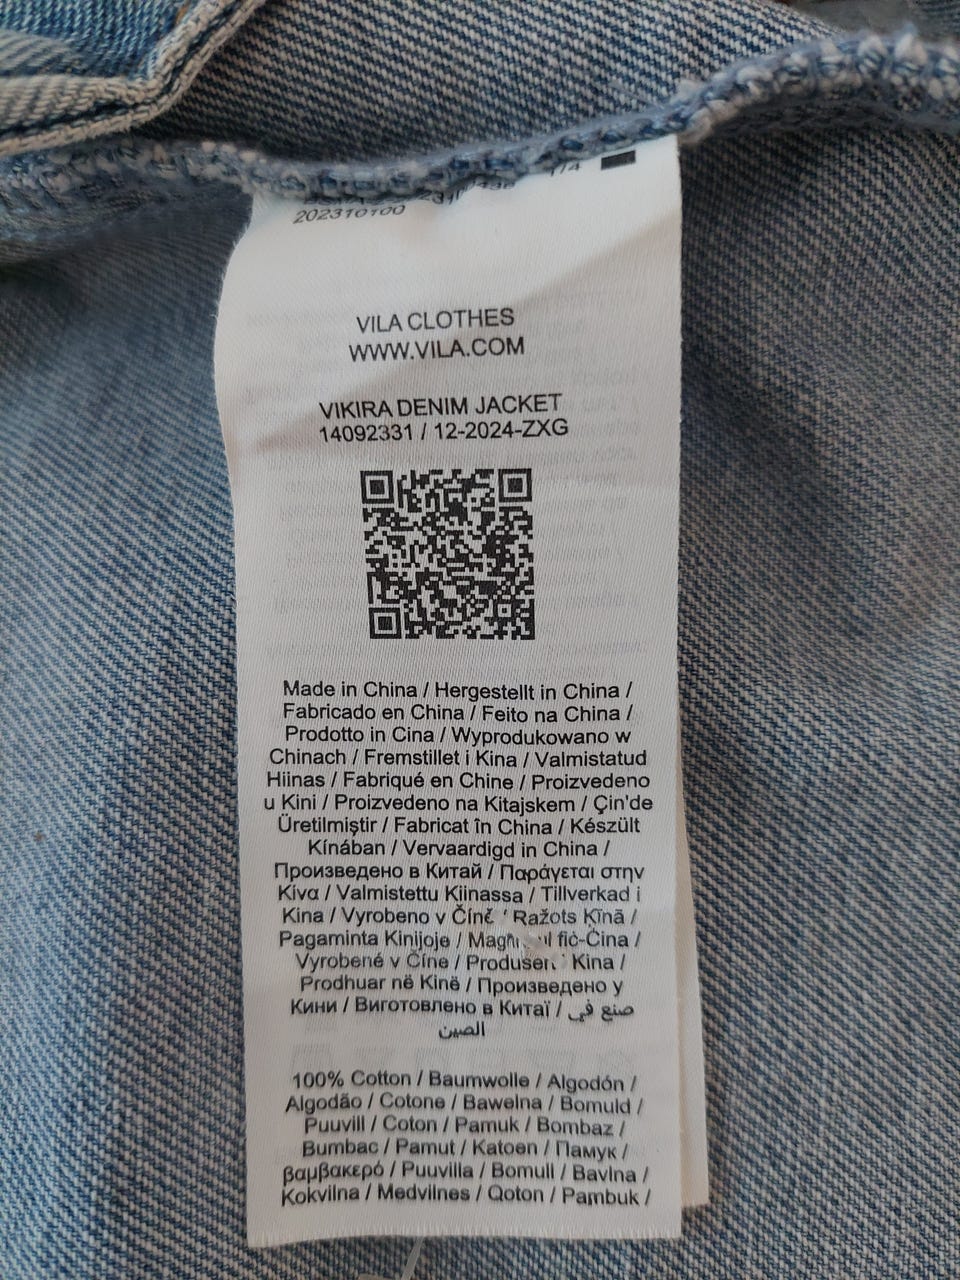 1/4
202310100
VILA CLOTHES
WWW.VILA.COM
VIKIRA DENIM JACKET
14092331 / 12-2024-ZXG
Made in China / Hergestellt in China /
Fabricado en China / Feito na China /
Prodotto in Cina / Wyprodukowano w
Chinach / Fremstillet i Kina / Valmistatud
Hiinas / Fabriqué en Chine / Proizvedeno
u Kini / Proizvedeno na Kitajskem / Çin'de
Üretilmiştir / Fabricat în China / Készült
Kínában / Vervaardigd in China /
Произведено в Китай / Παράγεται στην
Κίνα / Valmistettu Kiinassa / Tillverkad i
Kina / Vyrobeno v Číně / Ražots Ķīnā /
Pagaminta Kinijoje / fiċ-Ċina /
Vyrobené v Číne / Kina /
Prodhuar në Kinë / Произведено у
Кини / Виготовлено в Китаї / صنع في
الصين
100% Cotton / Baumwolle / Algodón /
Algodão / Cotone / Bawełna / Bomuld /
Puuvill / Coton / Pamuk / Bombaz /
Bumbac / Pamut / Katoen / Памук /
βαμβακερό / Puuvilla / Bomull / Bavlna /
Kokvilna / Medvilnes / Qoton / Pambuk /